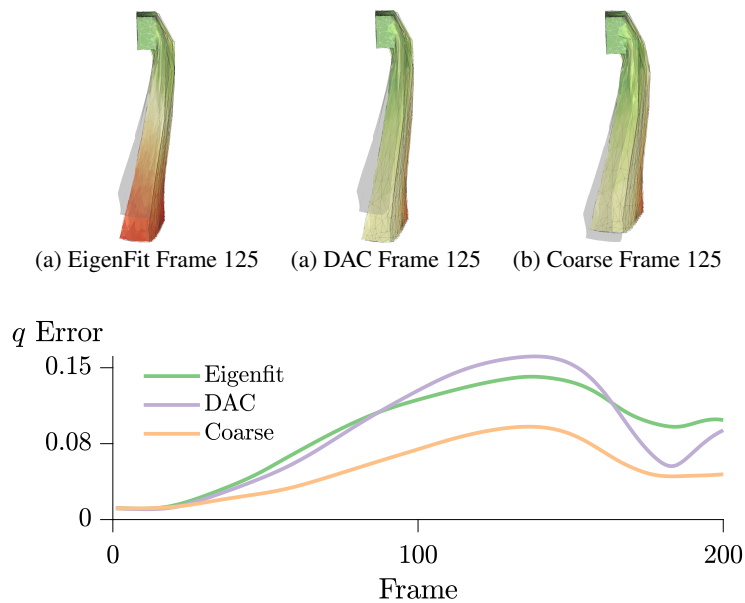 (a) EigenFit Frame 125
(a) DAC Frame 125
(b) Coarse Frame 125
q Error
0.15
0.08
0
Eigenfit
DAC
Coarse
0
100
200
Frame